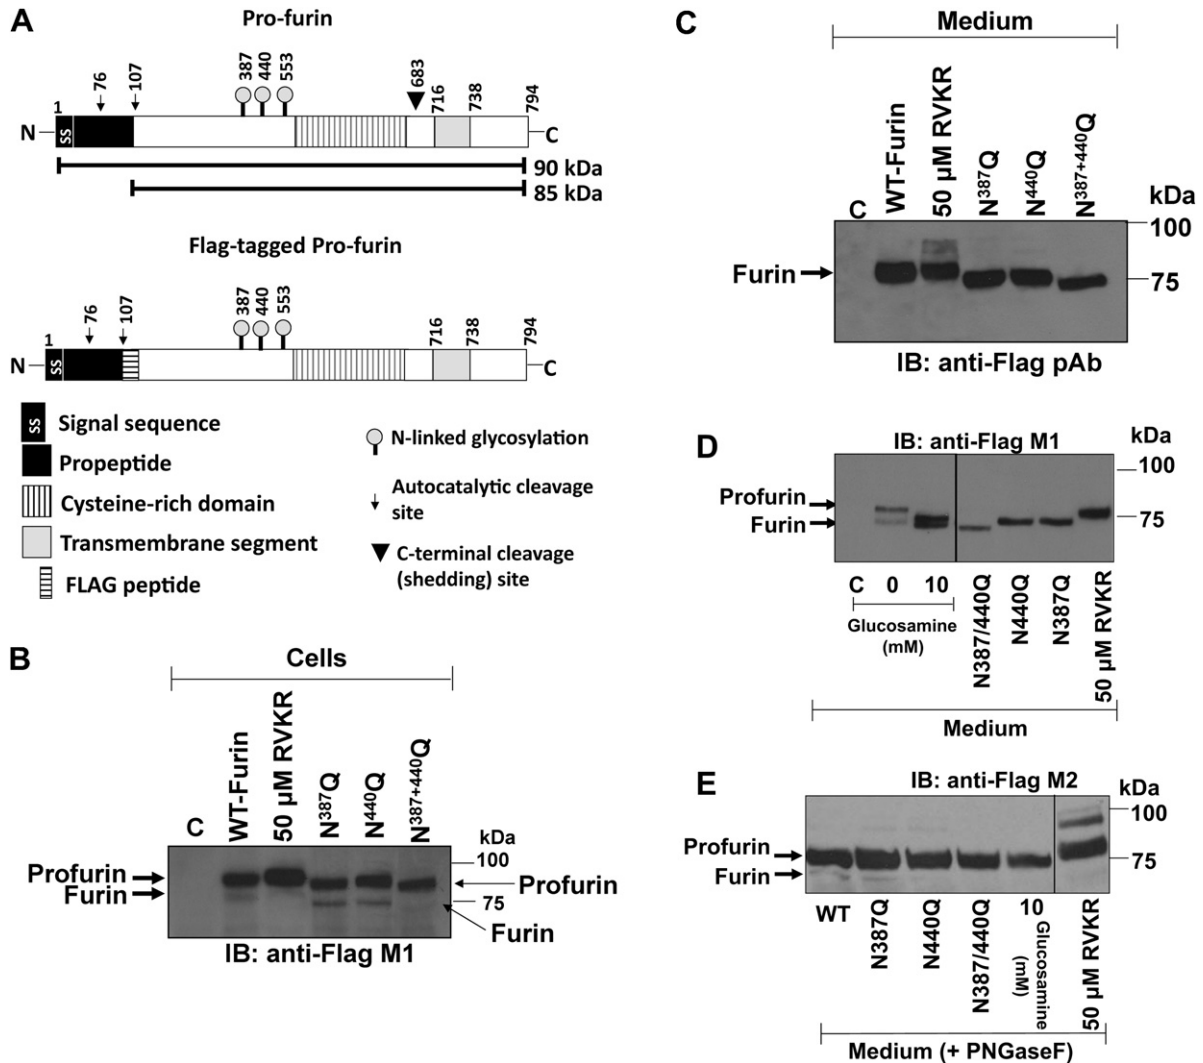 A
Pro-furin
1
76
107
387
440
553
683
716
738
794
N
SS
C
90 kDa
85 kDa
Flag-tagged Pro-furin
1
76
107
387
440
553
716
738
794
N
SS
C
SS
Signal sequence
Propeptide
Cysteine-rich domain
Transmembrane segment
FLAG peptide
N-linked glycosylation
Autocatalytic cleavage
site
C-terminal cleavage
(shedding) site
B
Cells
C
WT-Furin
50 µM RVKR
N³⁸⁷Q
N⁴⁴⁰Q
N³⁸⁷⁺⁴⁴⁰Q
kDa
100
75
Profurin
Furin
Profurin
Furin
IB: anti-Flag M1
C
Medium
C
WT-Furin
50 µM RVKR
N³⁸⁷Q
N⁴⁴⁰Q
N³⁸⁷⁺⁴⁴⁰Q
kDa
100
75
Furin
IB: anti-Flag pAb
D
IB: anti-Flag M1
kDa
100
75
Profurin
Furin
C 0 10
Glucosamine
(mM)
N387/440Q
N440Q
N387Q
50 µM RVKR
Medium
E
IB: anti-Flag M2
kDa
100
75
Profurin
Furin
WT
N387Q
N440Q
N387/440Q
10
Glucosamine
(mM)
50 µM RVKR
Medium (+ PNGaseF)